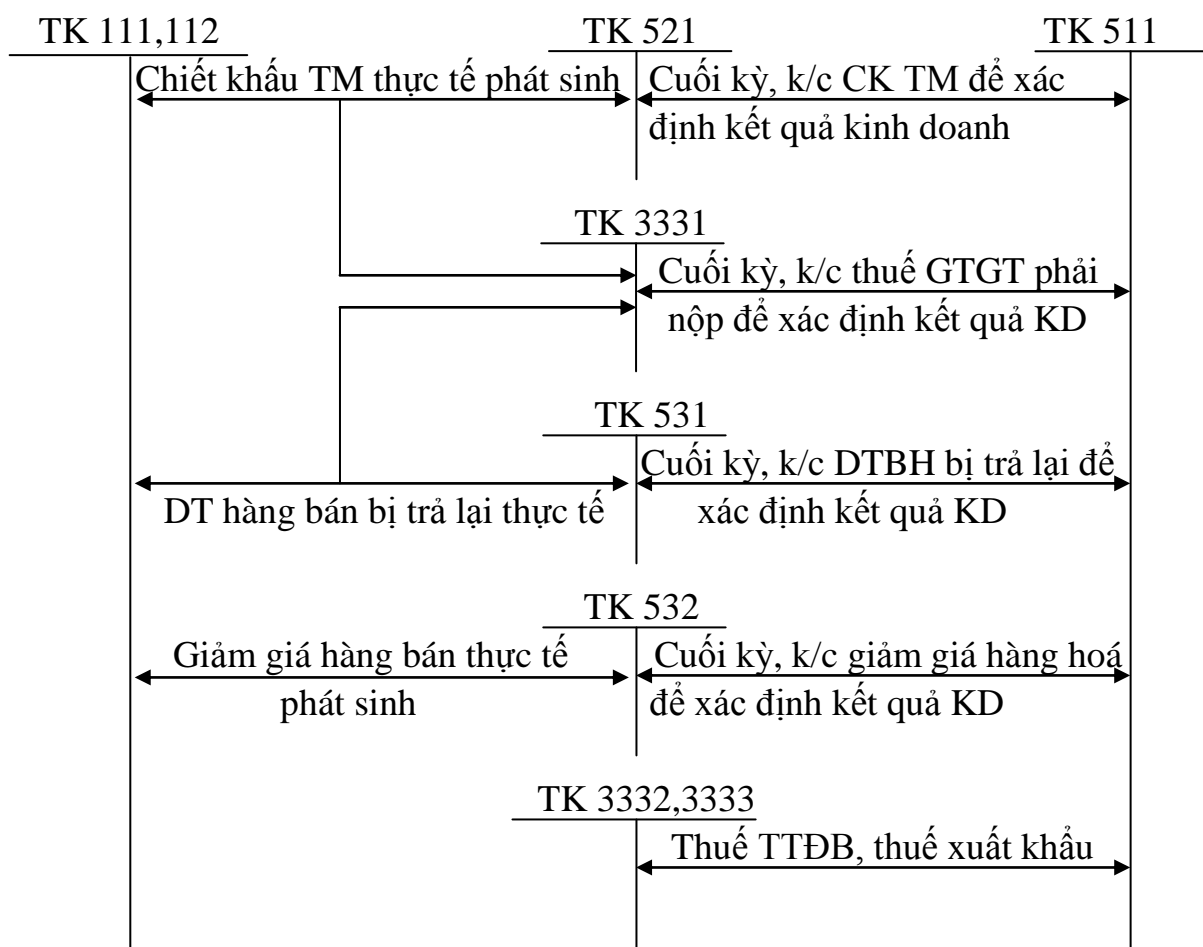 TK 111,112
TK 521
TK 511
Chiết khấu TM thực tế phát sinh
Cuối kỳ, k/c CK TM để xác
định kết quả kinh doanh
TK 3331
Cuối kỳ, k/c thuế GTGT phải
nộp để xác định kết quả KD
TK 531
Cuối kỳ, k/c DTBH bị trả lại để
xác định kết quả KD
DT hàng bán bị trả lại thực tế
TK 532
Giảm giá hàng bán thực tế
phát sinh
Cuối kỳ, k/c giảm giá hàng hoá
để xác định kết quả KD
TK 3332,3333
Thuế TTĐB, thuế xuất khẩu